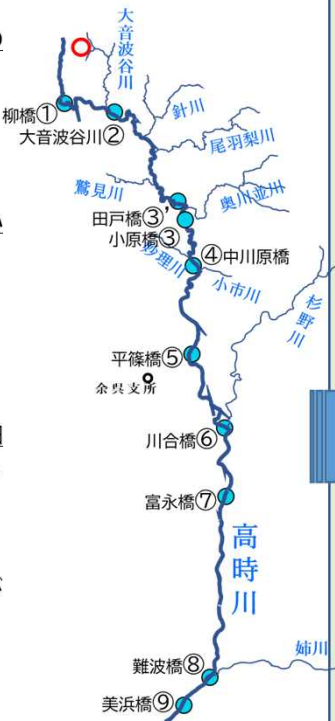 大音波谷川
柳橋①
大音波谷川②
針川
尾羽梨川
鷲見川
奥川並川
田戸橋③'
小原橋③
妙理川
④中川原橋
小市川
杉野川
平篠橋⑤
余呉支所
川合橋⑥
富永橋⑦
高時川
姉川
難波橋⑧
美浜橋⑨